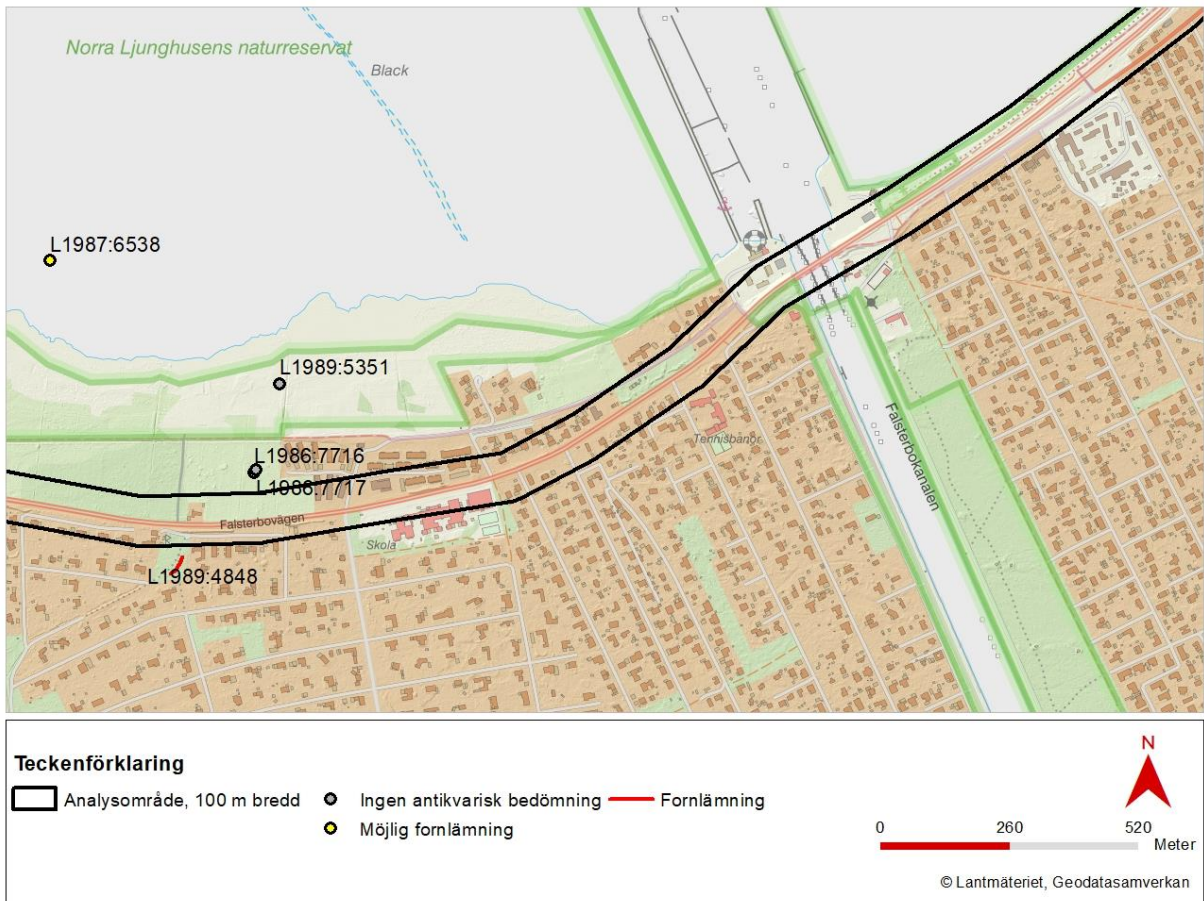 Norra Ljunghusens naturreservat
Black
L1987:6538
L1989:5351
L1986:7716
L1986:7717
Falsterbovägen
Skola
L1989:4848
Tennisbanor
Falsterbokanalen
Teckenförklaring
Analysområde, 100 m bredd
Ingen antikvarisk bedömning
Fornlämning
Möjlig fornlämning
N
0 260 520
Meter
© Lantmäteriet, Geodatasamverkan